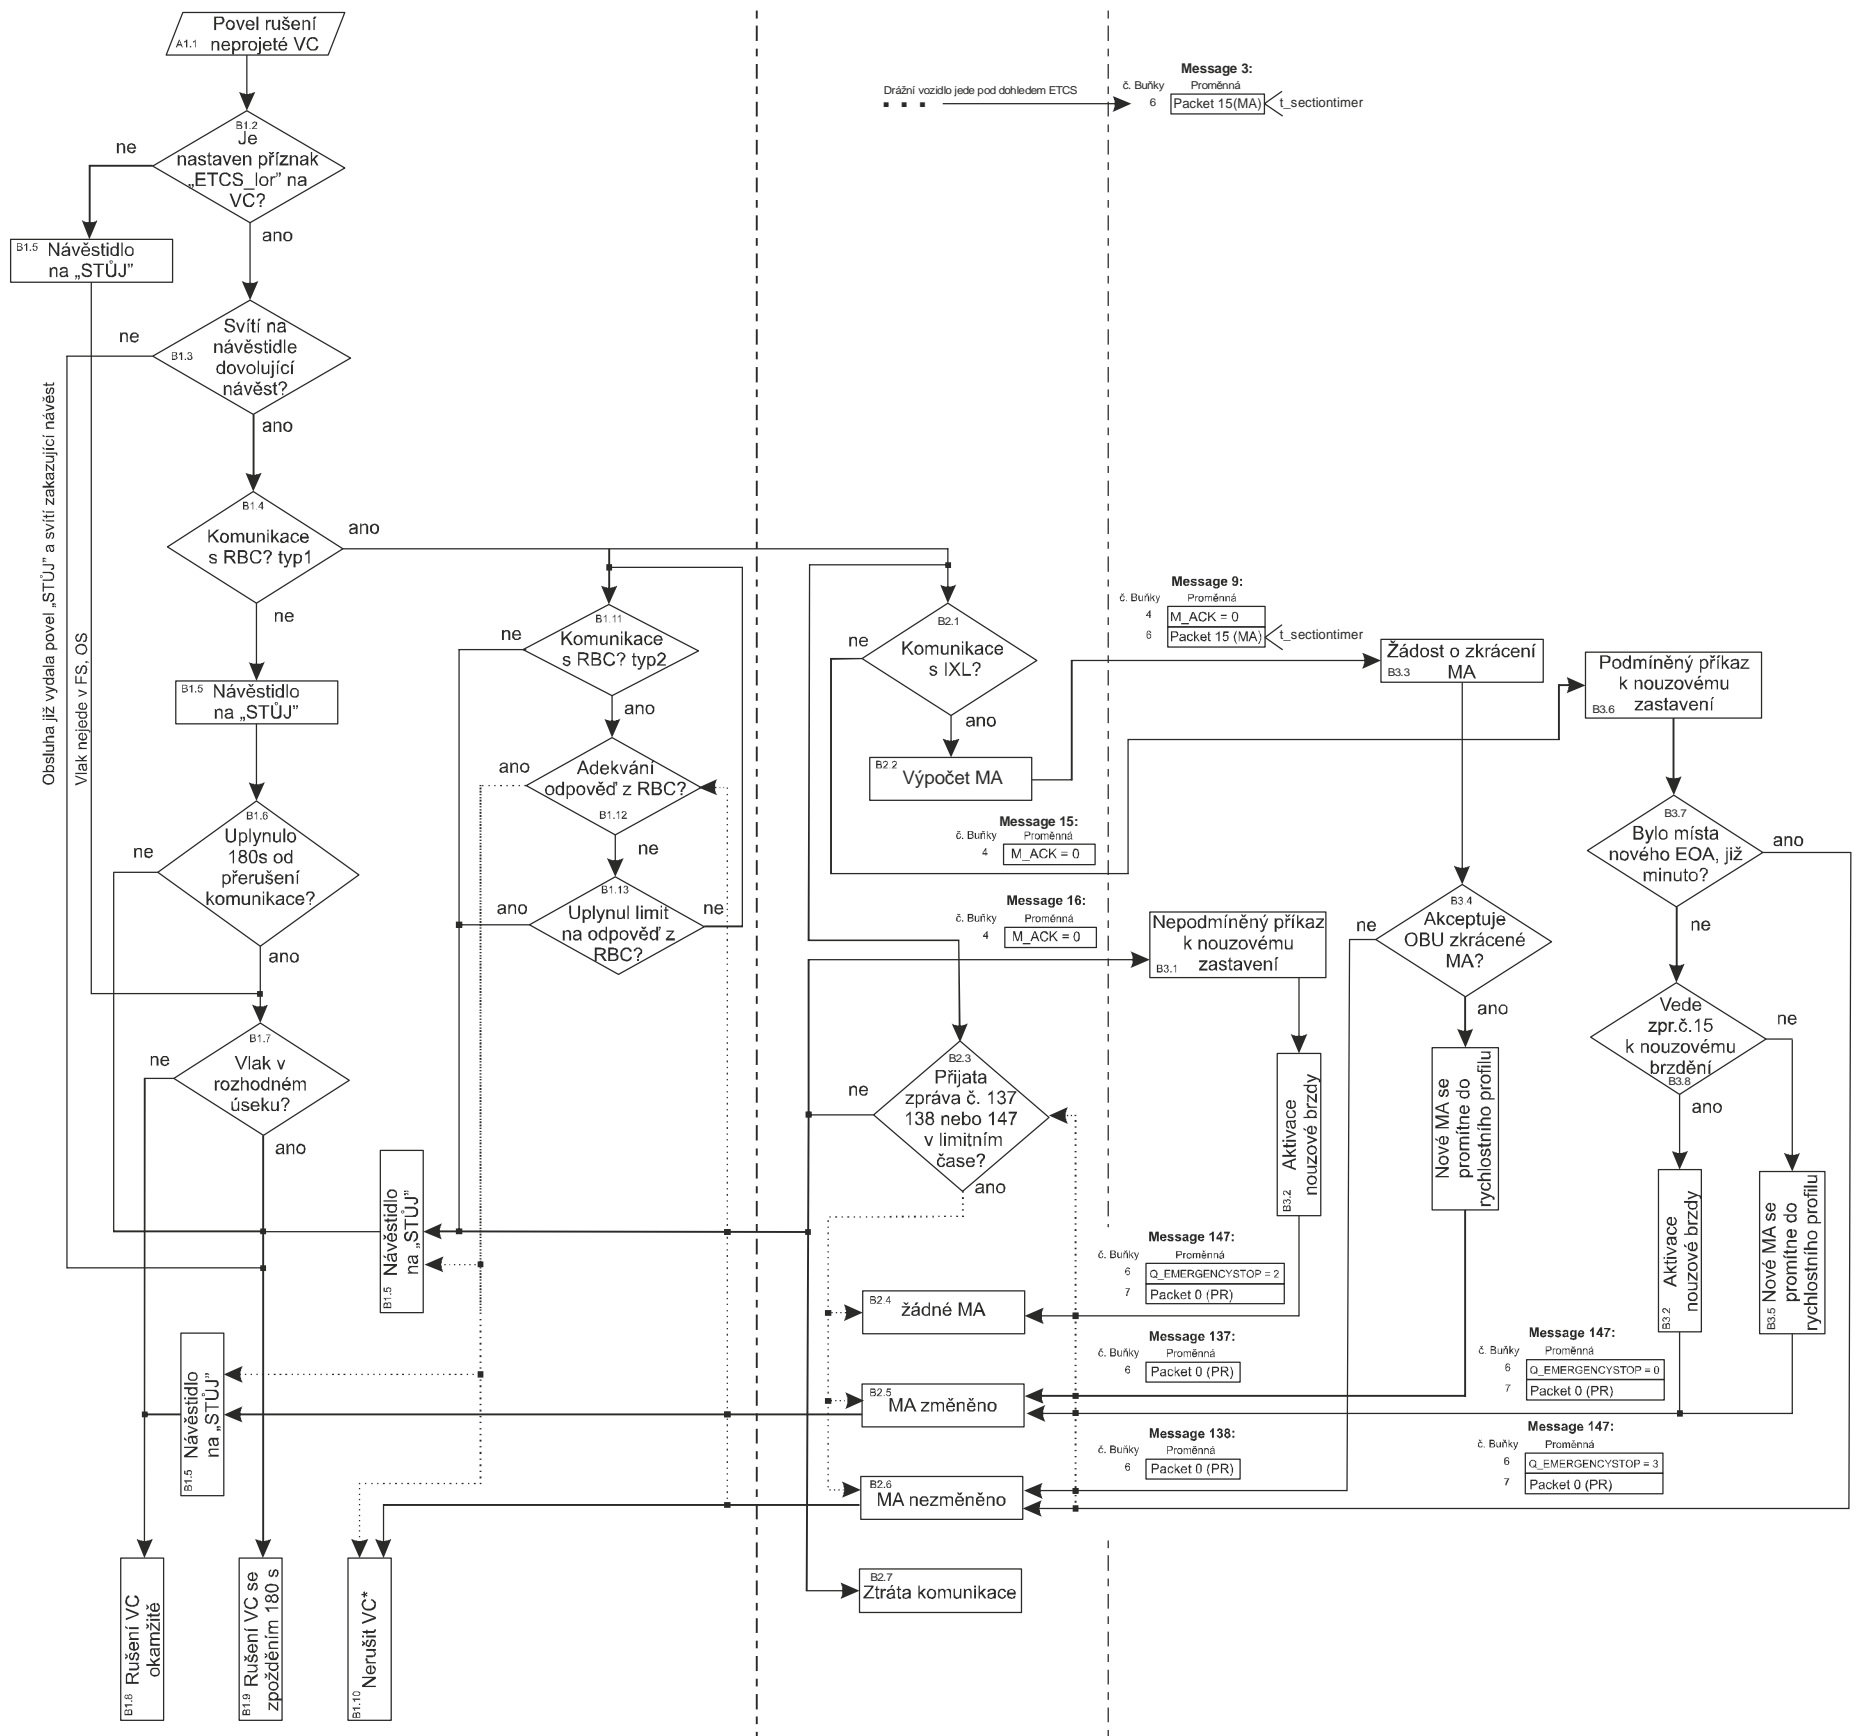 Povel rušení
A1.1 neprojeté VC
B1.2
Je
nastaven příznak
„ETCS_lor” na
VC?
ne
ano
B1.5 Návěstidlo
na „STŮJ”
Svítí na
návěstidle
B1.3 dovolující
návěst?
ne
ano
Obsluha již vydala povel „STŮJ” a svítí zakazující návěst
Vlak nejede v FS, OS
B1.4
Komunikace
s RBC? typ1
ano
ne
B1.5 Návěstidlo
na „STŮJ”
B1.6
Uplynulo
180s od
přerušení
komunikace?
ne
ano
B1.7
Vlak v
rozhodném
úseku?
ne
ano
B1.5 Návěstidlo
na „STŮJ”
B1.5 Návěstidlo
na „STŮJ”
B1.8 Rušení VC
okamžitě
B1.9 Rušení VC se
zpožděním 180 s
B1.10 Nerušit VC*
B1.11
Komunikace
s RBC? typ2
ne
ano
Adekvání
odpověď z RBC?
B1.12
ano
ne
B1.13
Uplynul limit
na odpověď z
RBC?
ano
ne
Drážní vozidlo jede pod dohledem ETCS
Message 3:
č. Buňky Proměnná
6 Packet 15(MA) t_sectiontimer
B2.1
Komunikace
s IXL?
ne
ano
B2.2
Výpočet MA
Message 15:
č. Buňky Proměnná
4 M_ACK = 0
Message 16:
č. Buňky Proměnná
4 M_ACK = 0
B2.3
Přijata
zpráva č. 137
138 nebo 147
v limitním
čase?
ne
ano
B2.4
žádné MA
B2.5
MA změněno
B2.6
MA nezměněno
B2.7
Ztráta komunikace
Message 9:
č. Buňky Proměnná
4 M_ACK = 0
6 Packet 15 (MA) t_sectiontimer
Nepodmíněný příkaz
k nouzovému
B3.1 zastavení
B3.2 Aktivace
nouzové brzdy
Žádost o zkrácení
B3.3 MA
B3.4
Akceptuje
OBU zkrácené
MA?
ne
ano
Nové MA se
promítne do
rychlostního profilu
Podmíněný příkaz
k nouzovému
zastavení
B3.6
B3.7
Bylo místa
nového EOA, již
minuto?
ano
ne
Vede
zpr.č.15
k nouzovému
brzdění
B3.8
ne
ano
B3.2 Aktivace
nouzové brzdy
B3.5 Nové MA se
promítne do
rychlostního profilu
Message 147:
č. Buňky Proměnná
6 Q_EMERGENCYSTOP = 2
7 Packet 0 (PR)
Message 137:
č. Buňky Proměnná
6 Packet 0 (PR)
Message 138:
č. Buňky Proměnná
6 Packet 0 (PR)
Message 147:
č. Buňky Proměnná
6 Q_EMERGENCYSTOP = 0
7 Packet 0 (PR)
Message 147:
č. Buňky Proměnná
6 Q_EMERGENCYSTOP = 3
7 Packet 0 (PR)